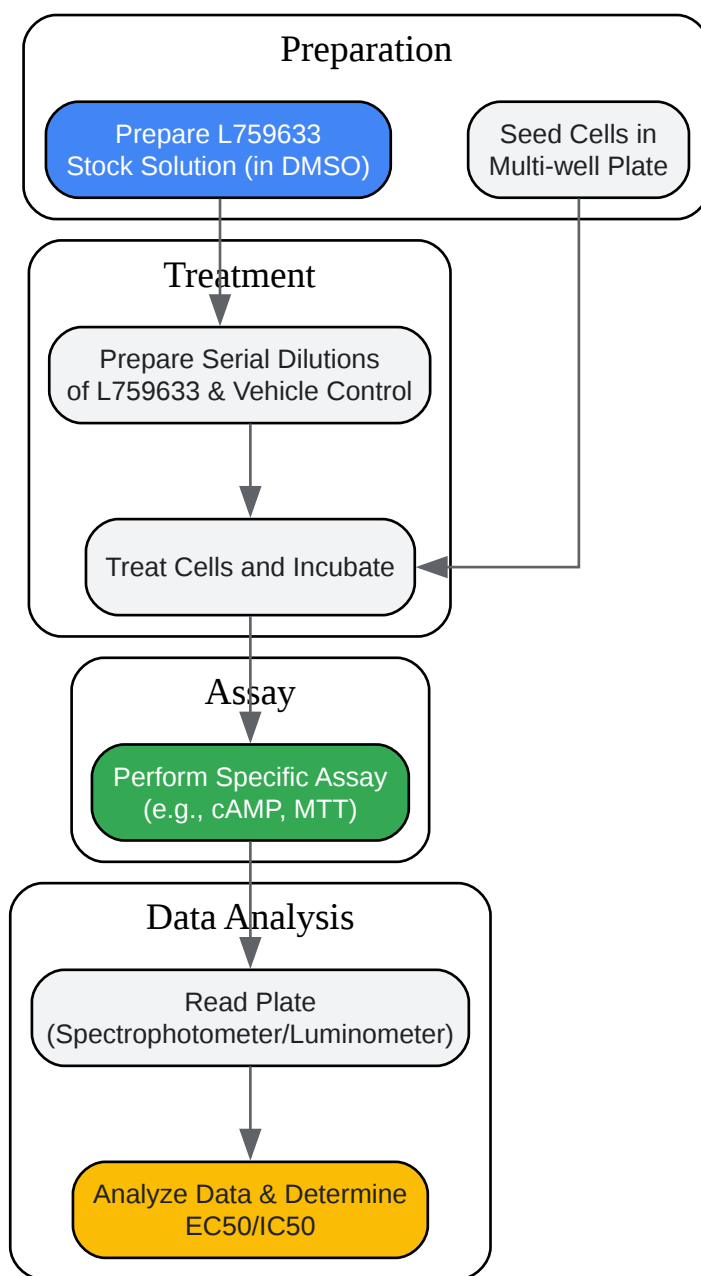 Preparation
Prepare L759633
Stock Solution (in DMSO)
Seed Cells in
Multi-well Plate
Treatment
Prepare Serial Dilutions
of L759633 & Vehicle Control
Treat Cells and Incubate
Assay
Perform Specific Assay
(e.g., cAMP, MTT)
Data Analysis
Read Plate
(Spectrophotometer/Luminometer)
Analyze Data & Determine
EC50/IC50